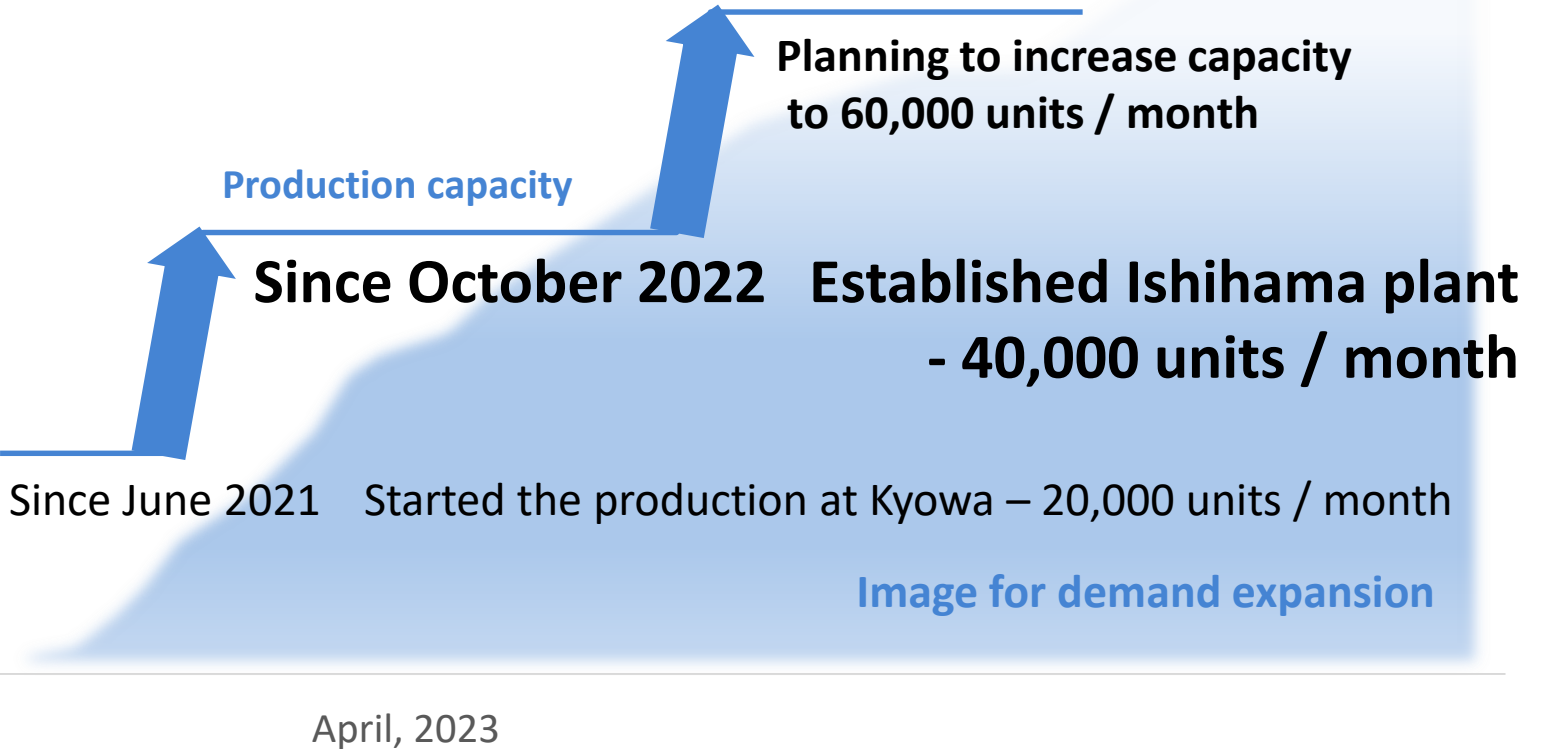 Planning to increase capacity
to 60,000 units / month
Production capacity
Since October 2022 Established Ishihama plant
- 40,000 units / month
Since June 2021 Started the production at Kyowa – 20,000 units / month
Image for demand expansion
April, 2023